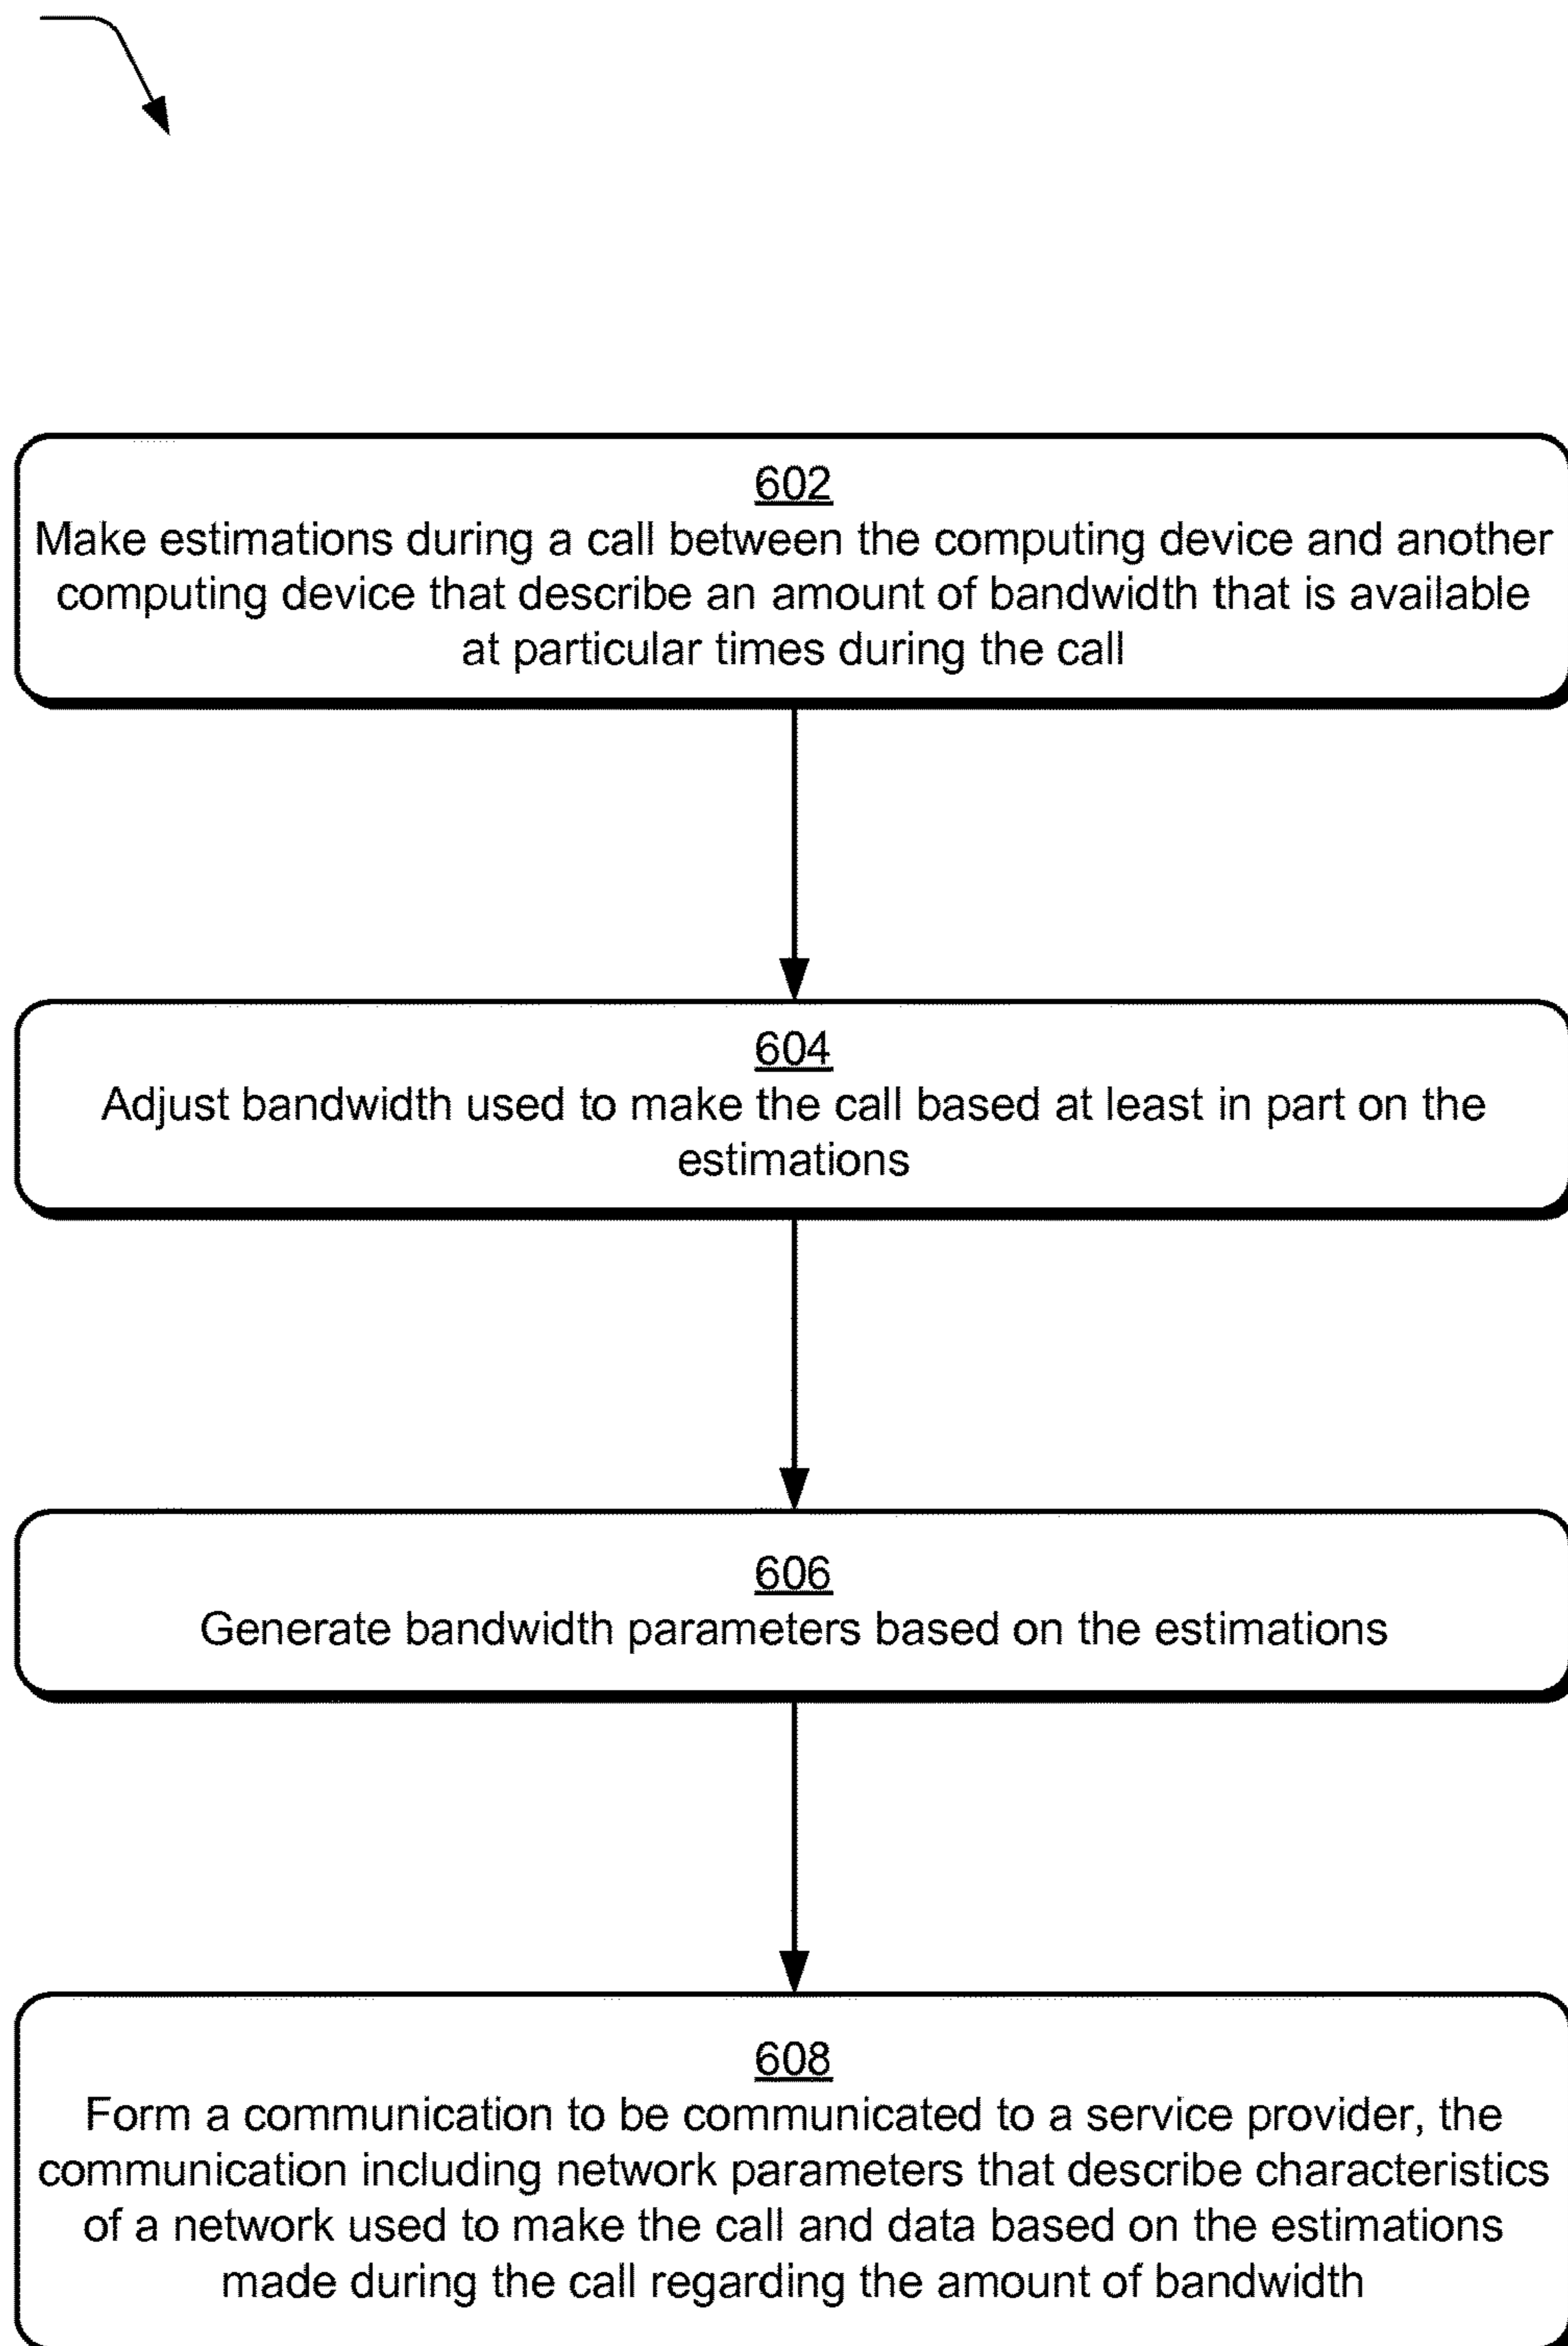 602
Make estimations during a call between the computing device and another
computing device that describe an amount of bandwidth that is available
at particular times during the call
604
Adjust bandwidth used to make the call based at least in part on the
estimations
606
Generate bandwidth parameters based on the estimations
608
Form a communication to be communicated to a service provider, the
communication including network parameters that describe characteristics
of a network used to make the call and data based on the estimations
made during the call regarding the amount of bandwidth